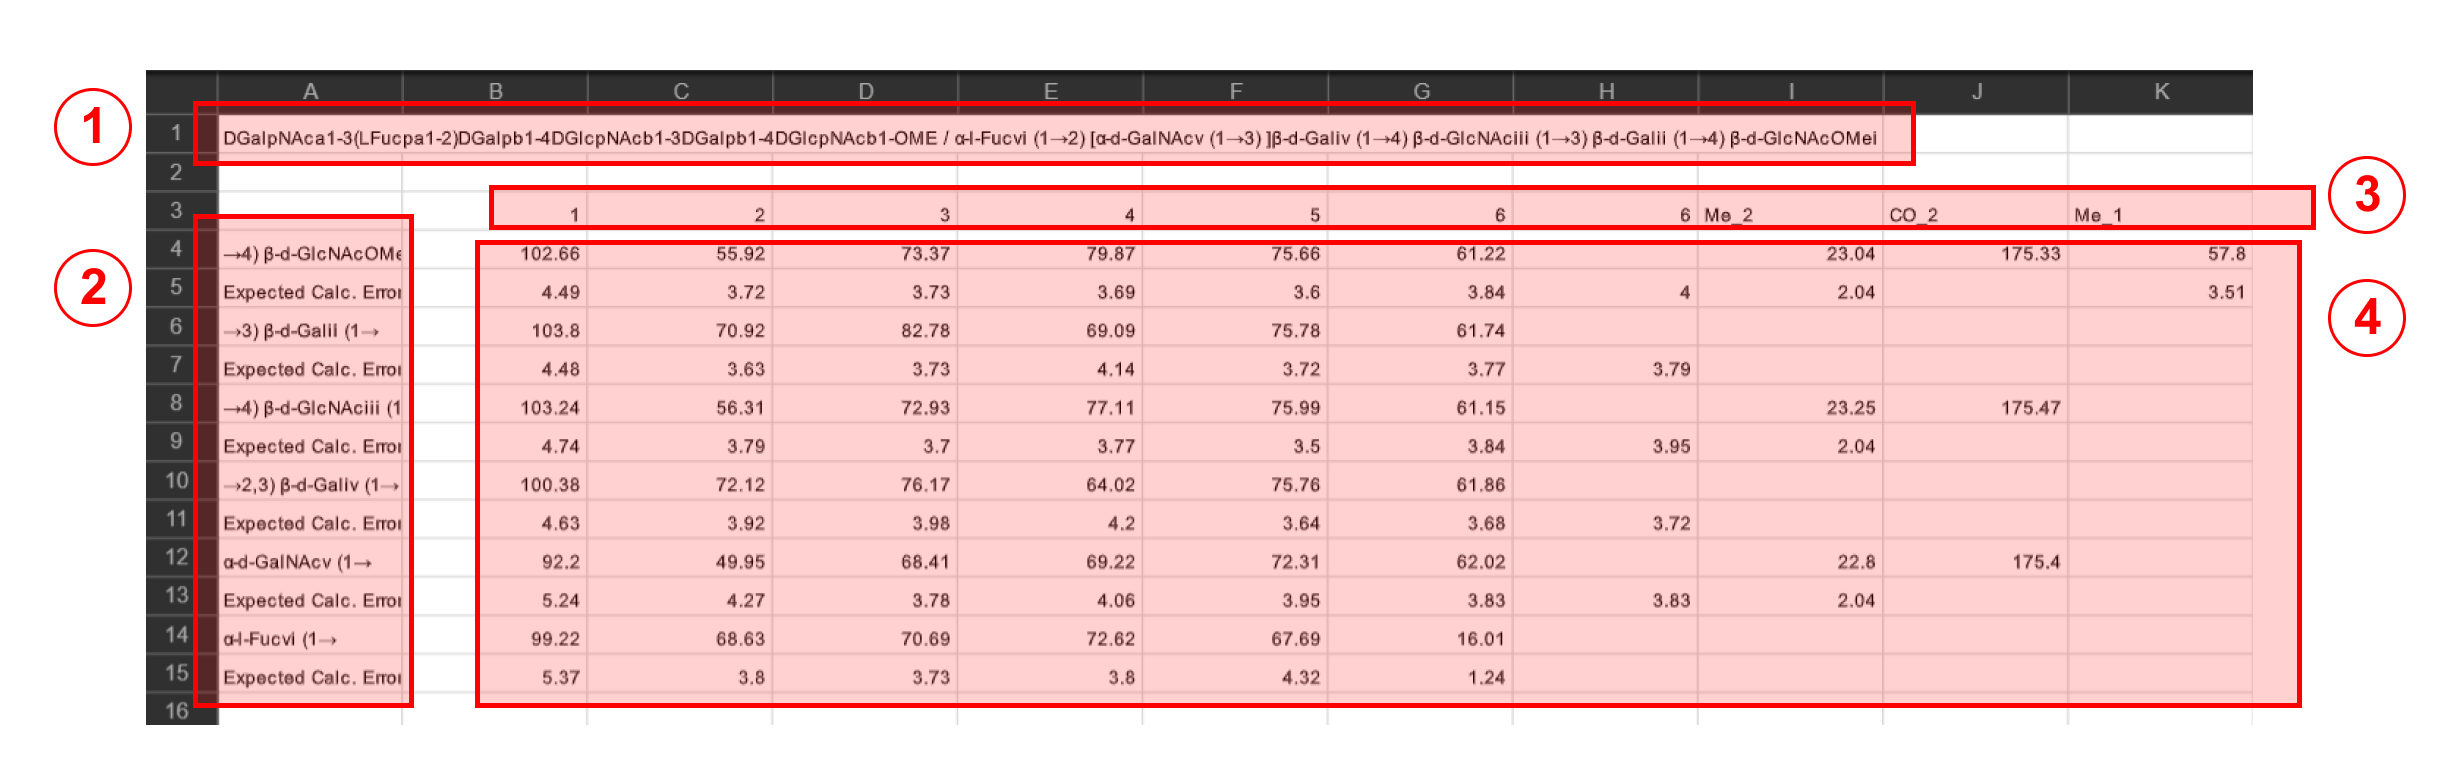 A B C D E F G H I J K
1 DGalpNAca1-3(LFucpa1-2)DGalpb1-4DGlcpNAcb1-3DGalpb1-4DGlcpNAcb1-OME / α-l-Fucvi (1→2) [α-d-GalNAcv (1→3) ]β-d-Galiv (1→4) β-d-GlcNAciii (1→3) β-d-Galii (1→4) β-d-GlcNAcOMei
1
2
3 1 2 3 4 5 6 6 Me_2 CO_2 Me_1
3
4 →4) β-d-GlcNAcOMe 102.66 55.92 73.37 79.87 75.66 61.22 23.04 175.33 57.8
5 Expected Calc. Error 4.49 3.72 3.73 3.69 3.6 3.84 4 2.04 3.51
2
4
6 →3) β-d-Galii (1→ 103.8 70.92 82.78 69.09 75.78 61.74
7 Expected Calc. Error 4.48 3.63 3.73 4.14 3.72 3.77 3.79
8 →4) β-d-GlcNAciii (1 103.24 56.31 72.93 77.11 75.99 61.15 23.25 175.47
9 Expected Calc. Error 4.74 3.79 3.7 3.77 3.5 3.84 3.95 2.04
10 →2,3) β-d-Galiv (1→ 100.38 72.12 76.17 64.02 75.76 61.86
11 Expected Calc. Error 4.63 3.92 3.98 4.2 3.64 3.68 3.72
12 α-d-GalNAcv (1→ 92.2 49.95 68.41 69.22 72.31 62.02 22.8 175.4
13 Expected Calc. Error 5.24 4.27 3.78 4.06 3.95 3.83 3.83 2.04
14 α-l-Fucvi (1→ 99.22 68.63 70.69 72.62 67.69 16.01
15 Expected Calc. Error 5.37 3.8 3.73 3.8 4.32 1.24
16